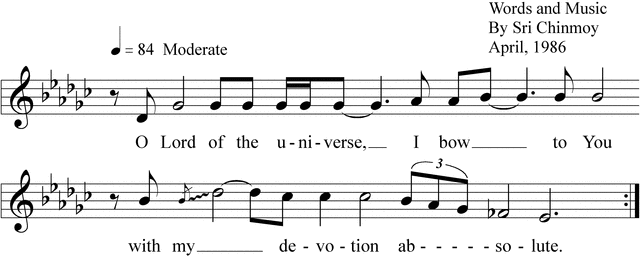 Words and Music
By Sri Chinmoy
April, 1986
= 84 Moderate
O Lord of the u-ni-verse, I bow to You
3
with my de-vo-tion ab-----so-lute.